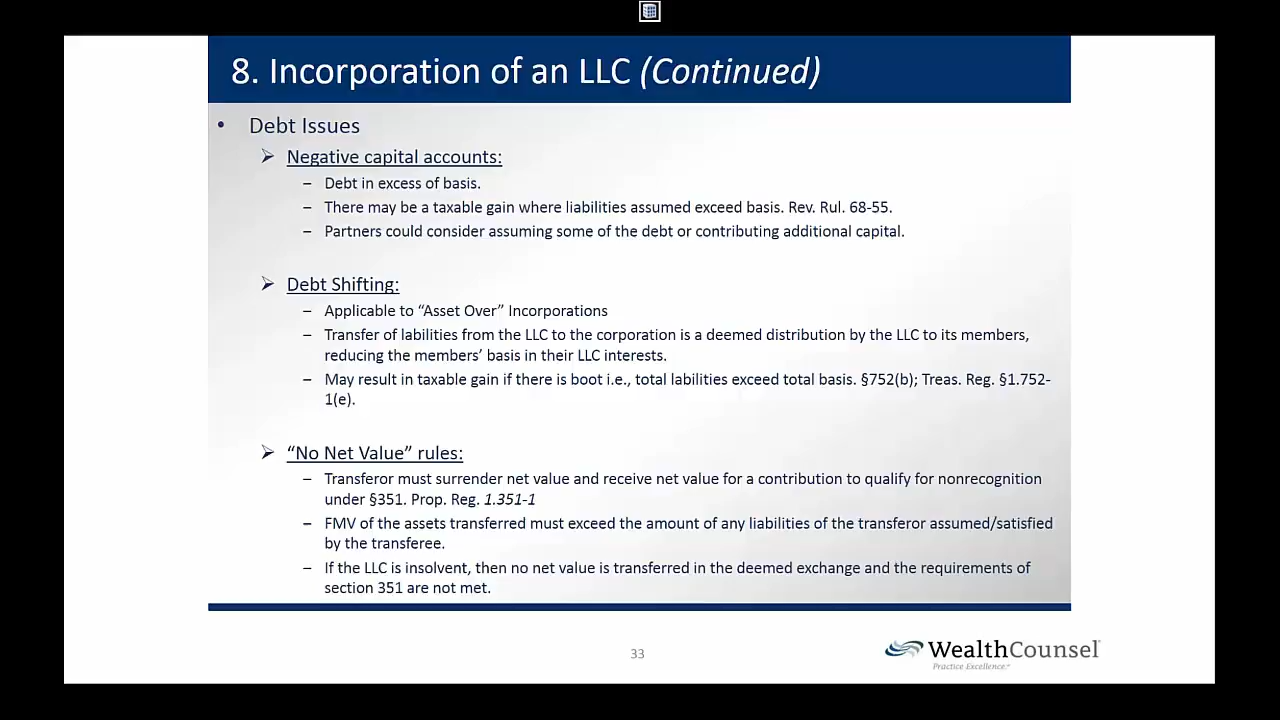 8. Incorporation of an LLC (Continued)
• Debt Issues
➢ Negative capital accounts:
– Debt in excess of basis.
– There may be a taxable gain where liabilities assumed exceed basis. Rev. Rul. 68-55.
– Partners could consider assuming some of the debt or contributing additional capital.
➢ Debt Shifting:
– Applicable to “Asset Over” Incorporations
– Transfer of labilities from the LLC to the corporation is a deemed distribution by the LLC to its members,
reducing the members’ basis in their LLC interests.
– May result in taxable gain if there is boot i.e., total labilities exceed total basis. §752(b); Treas. Reg. §1.752-
1(e).
➢ “No Net Value” rules:
– Transferor must surrender net value and receive net value for a contribution to qualify for nonrecognition
under §351. Prop. Reg. 1.351-1
– FMV of the assets transferred must exceed the amount of any liabilities of the transferor assumed/satisfied
by the transferee.
– If the LLC is insolvent, then no net value is transferred in the deemed exchange and the requirements of
section 351 are not met.
33
WealthCounsel
Practice Excellence.